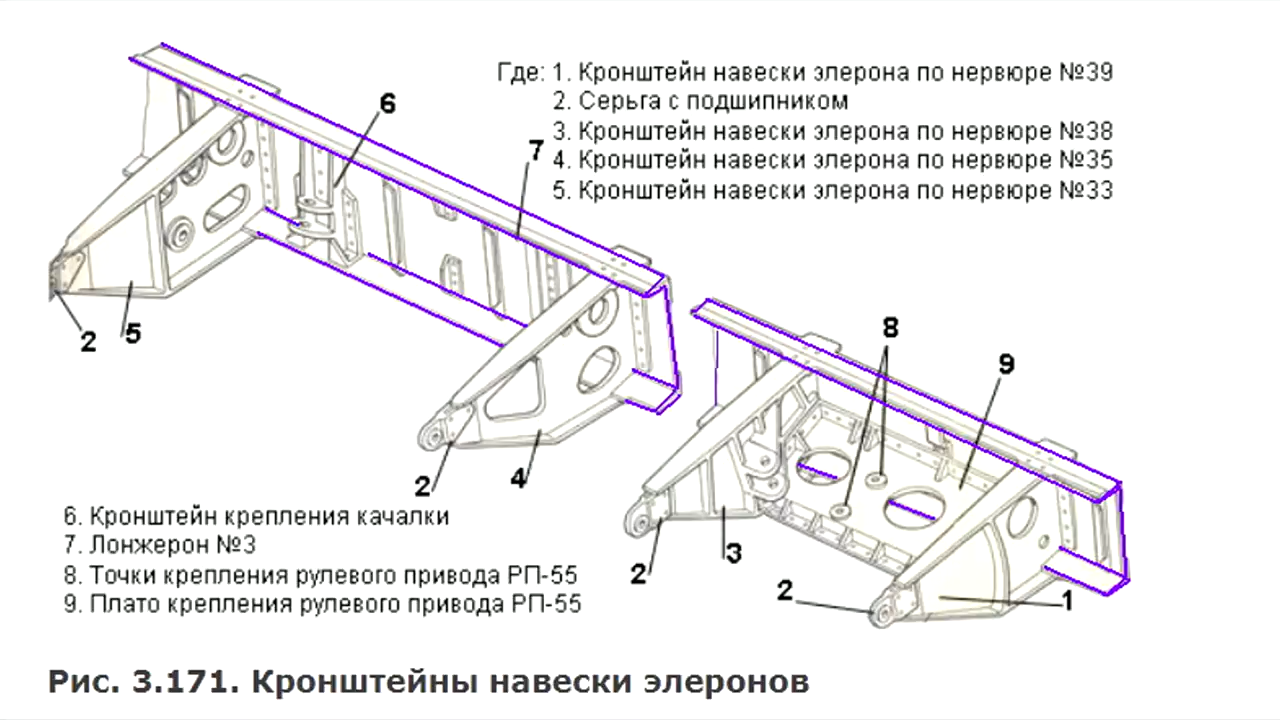 Где: 1. Кронштейн навески элерона по нервюре №39
2. Серьга с подшипником
3. Кронштейн навески элерона по нервюре №38
4. Кронштейн навески элерона по нервюре №35
5. Кронштейн навески элерона по нервюре №33
6
7
2
5
8
9
2
4
6. Кронштейн крепления качалки
7. Лонжерон №3
8. Точки крепления рулевого привода РП-55
9. Плато крепления рулевого привода РП-55
2
3
2
1
Рис. 3.171. Кронштейны навески элеронов